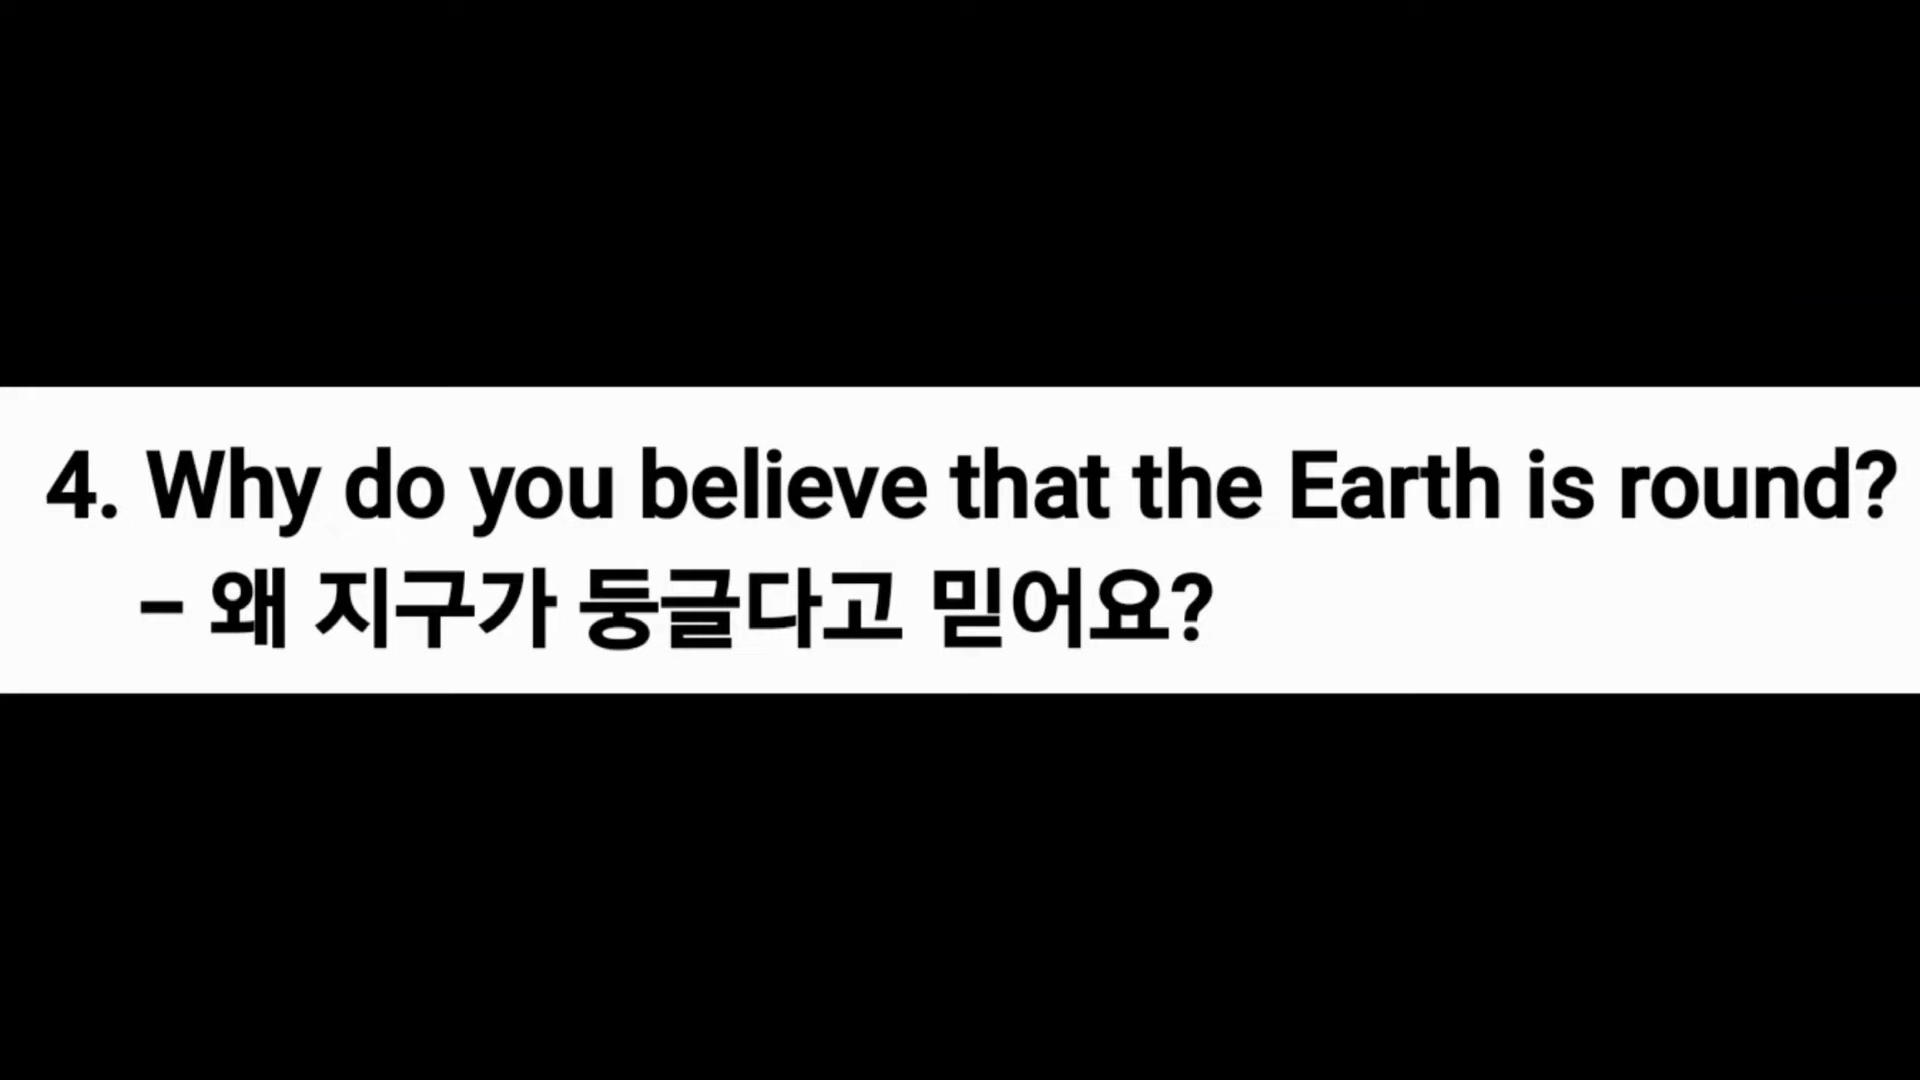 4. Why do you believe that the Earth is round?
– 왜 지구가 둥글다고 믿어요?